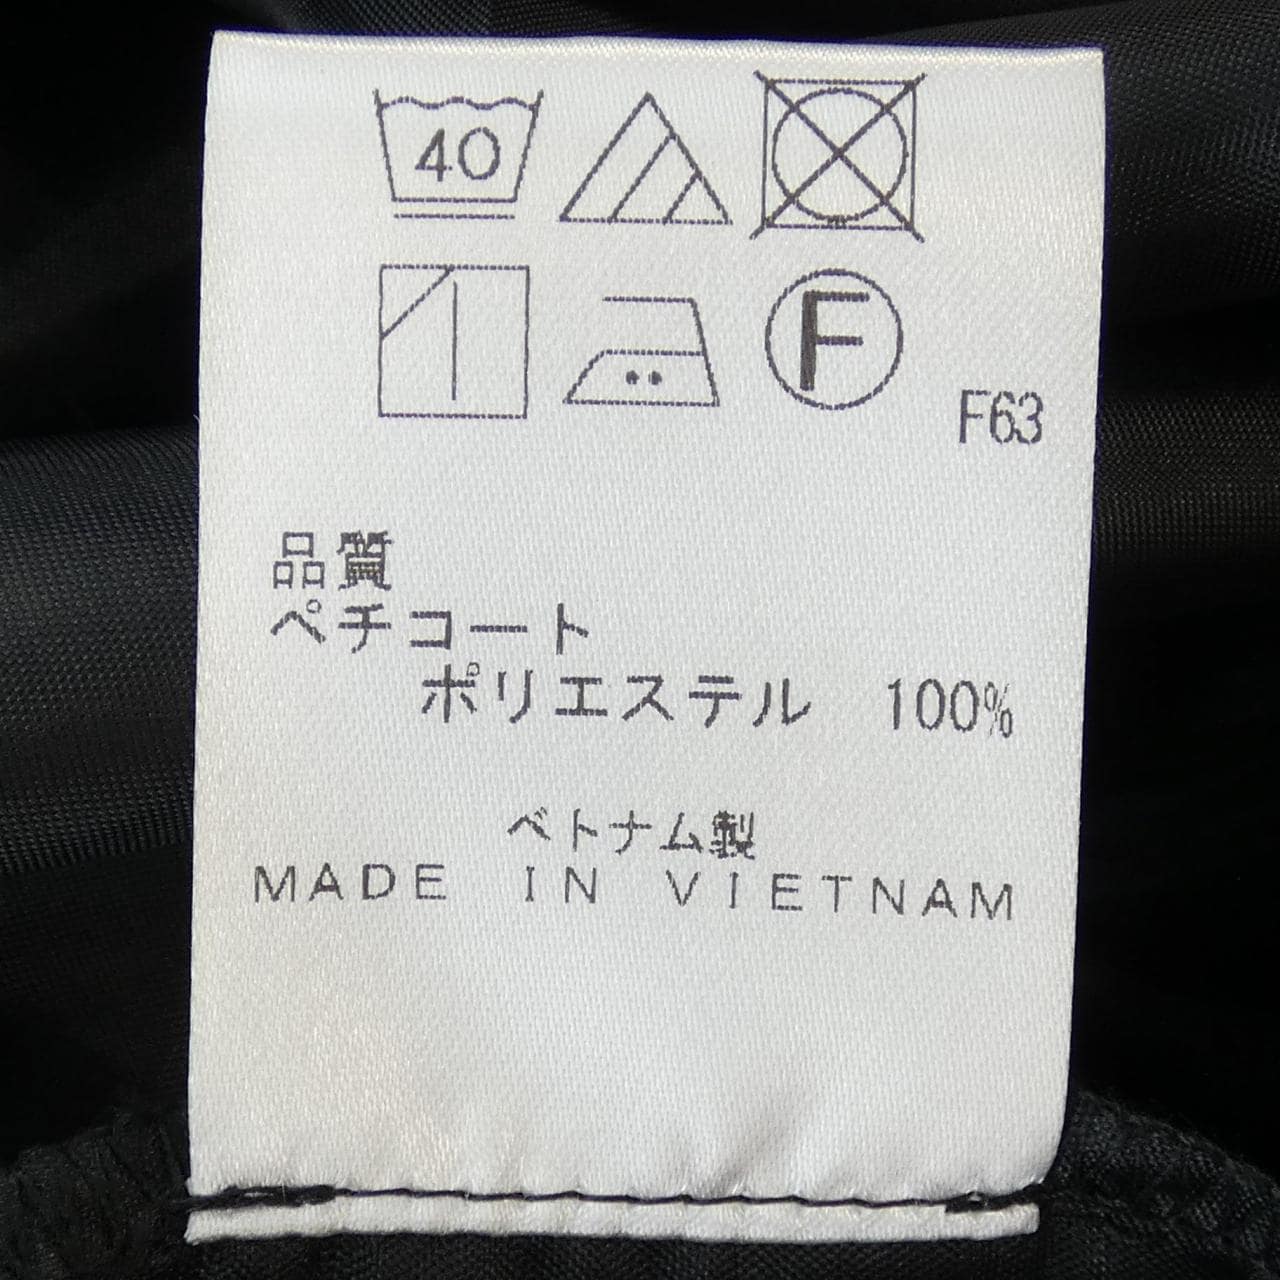 40
F
F63
品質
ペチコート
ポリエステル 100%
ベトナム製
MADE IN VIETNAM